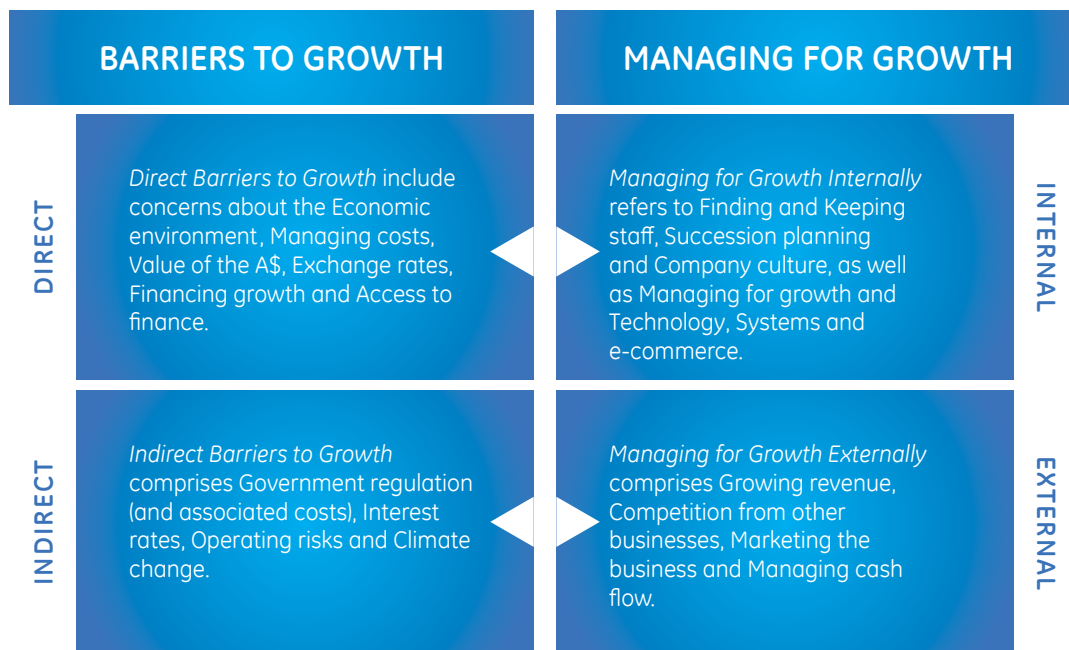 BARRIERS TO GROWTH
MANAGING FOR GROWTH
DIRECT
Direct Barriers to Growth include
concerns about the Economic
environment, Managing costs,
Value of the A$, Exchange rates,
Financing growth and Access to
finance.
Managing for Growth Internally
refers to Finding and Keeping
staff, Succession planning
and Company culture, as well
as Managing for growth and
Technology, Systems and
e-commerce.
INTERNAL
INDIRECT
Indirect Barriers to Growth
comprises Government regulation
(and associated costs), Interest
rates, Operating risks and Climate
change.
Managing for Growth Externally
comprises Growing revenue,
Competition from other
businesses, Marketing the
business and Managing cash
flow.
EXTERNAL